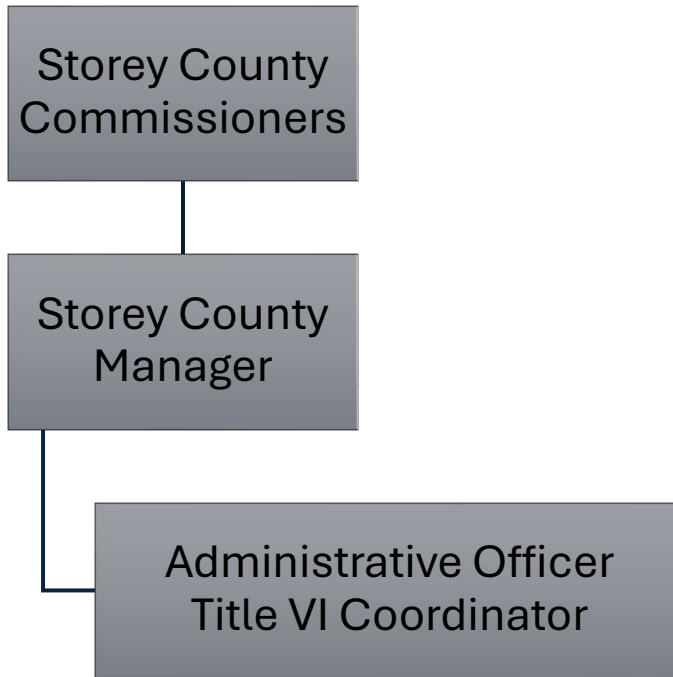 Storey County
Commissioners
Storey County
Manager
Administrative Officer
Title VI Coordinator